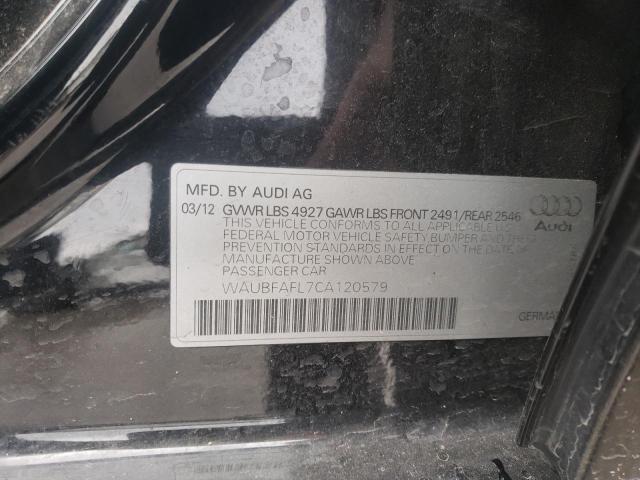 MFD. BY AUDI AG
03/12 GVWR LBS 4927 GAWR LBS FRONT 2491/REAR 2546
THIS VEHICLE CONFORMS TO ALL APPLICABLE U.S.
FEDERAL MOTOR VEHICLE SAFETY BUMPER AND THEFT
PREVENTION STANDARDS IN EFFECT ON THE DATE OF
MANUFACTURE SHOWN ABOVE
PASSENGER CAR
WAUBFAFL7CA120579
Audi
GERMA